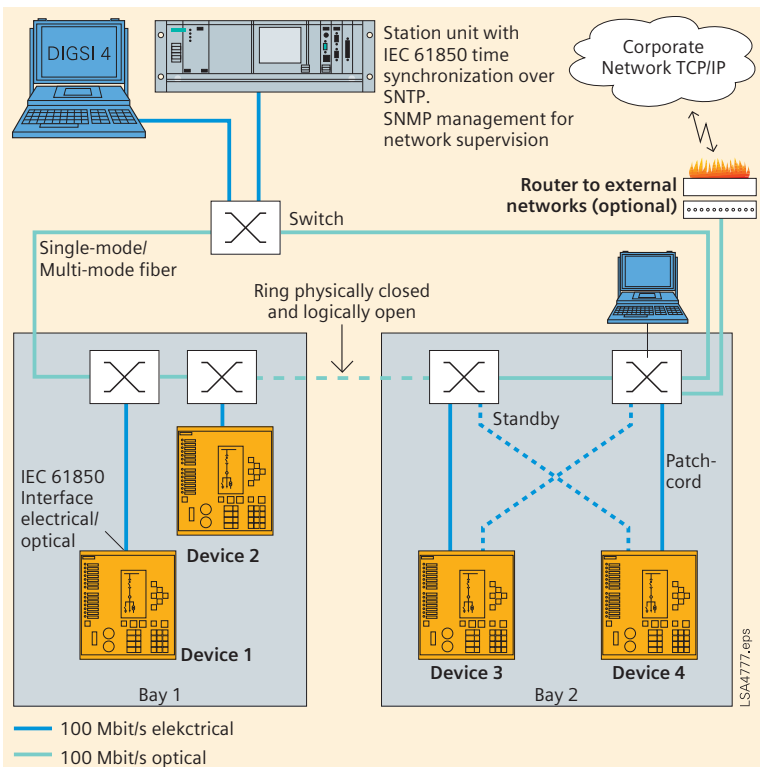 DIGSI 4
Station unit with
IEC 61850 time
synchronization over
SNTP.
SNMP management for
network supervision
Corporate
Network TCP/IP
Router to external
networks (optional)
Switch
Single-mode/
Multi-mode fiber
Ring physically closed
and logically open
Standby
Patch-
cord
IEC 61850
Interface
electrical/
optical
Device 2
Device 1
Device 3
Device 4
Bay 1
Bay 2
LSA4777.eps
100 Mbit/s elekctrical
100 Mbit/s optical